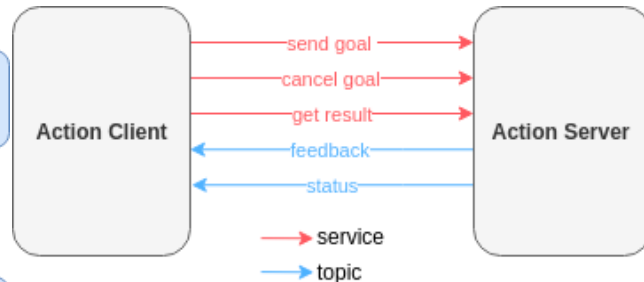 send goal
cancel goal
get result
Action Client
Action Server
feedback
status
service
topic